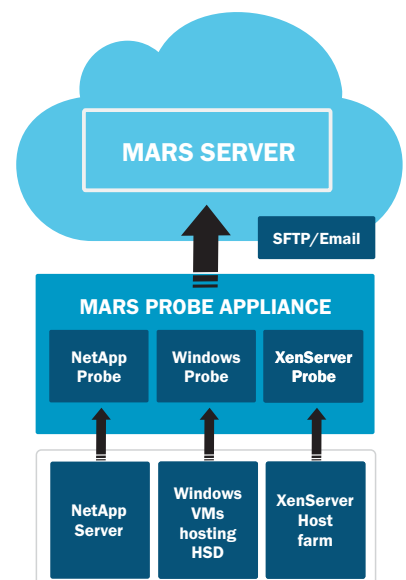 MARS SERVER
SFTP/Email
MARS PROBE APPLIANCE
NetApp
Probe
Windows
Probe
XenServer
Probe
NetApp
Server
Windows
VMs
hosting
HSD
XenServer
Host
farm